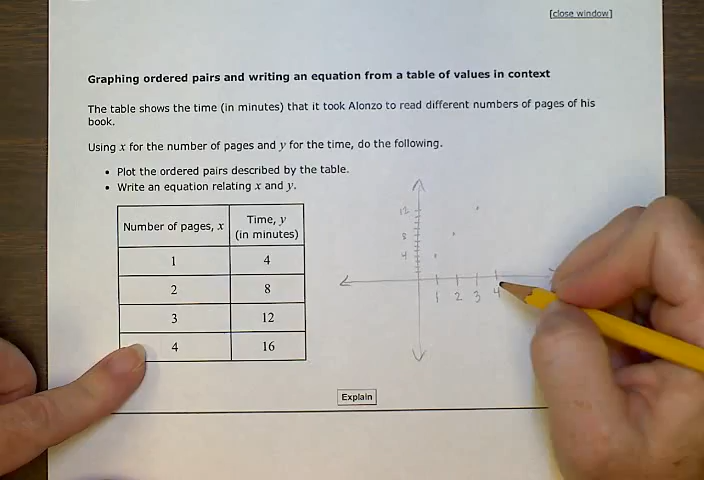 [close window]
Graphing ordered pairs and writing an equation from a table of values in context
The table shows the time (in minutes) that it took Alonzo to read different numbers of pages of his
book.
Using x for the number of pages and y for the time, do the following.
• Plot the ordered pairs described by the table.
• Write an equation relating x and y.
Number of pages, x
Time, y
(in minutes)
1 4
2 8
3 12
4 16
12
8
4
1 2 3 4
Explain